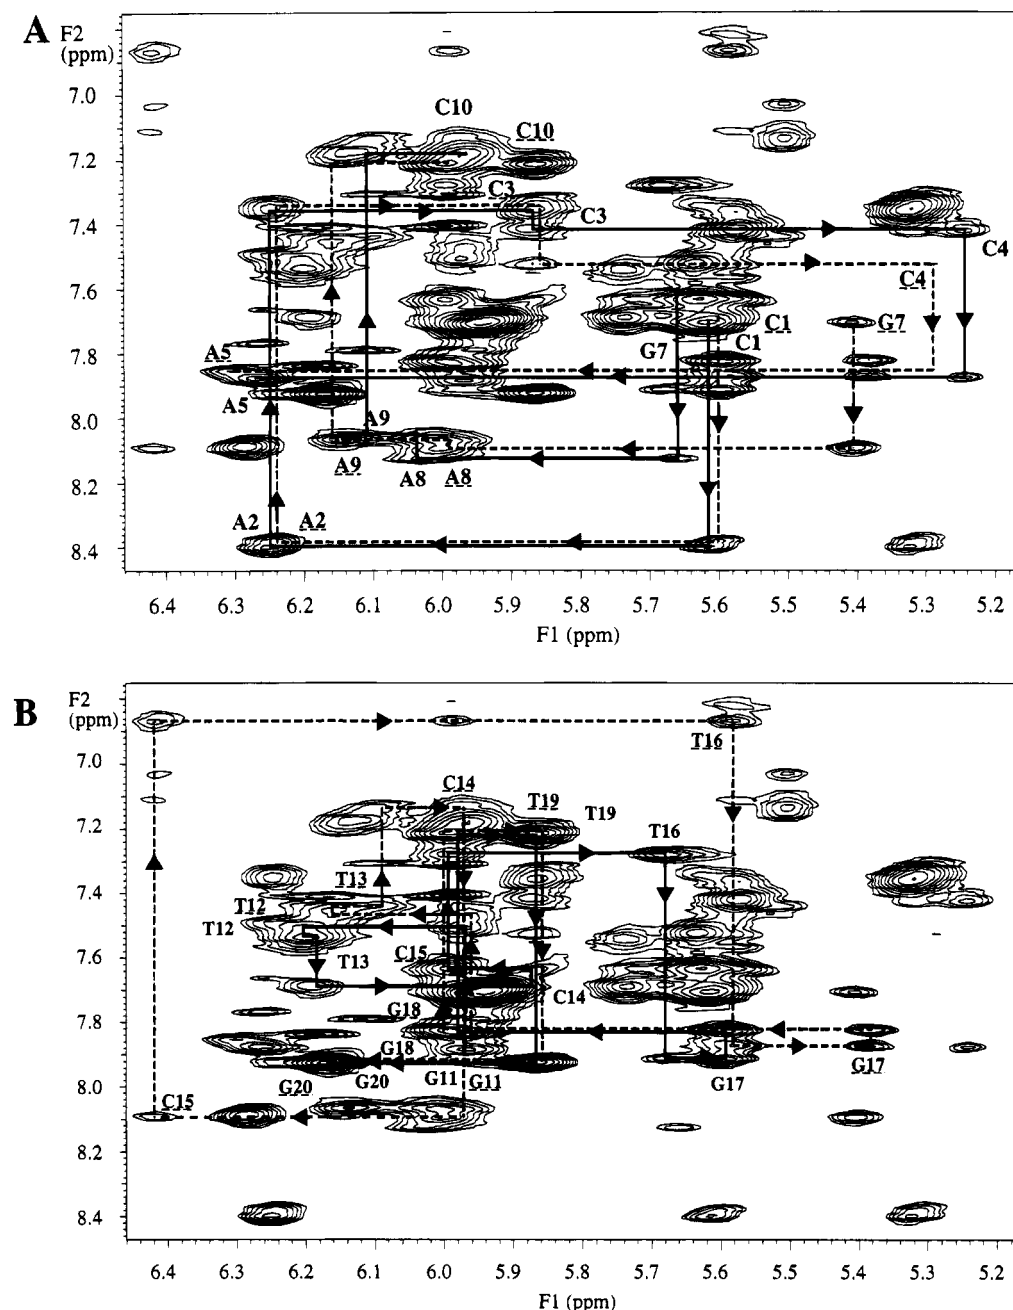 A F2
(ppm)
7.0
C10
7.2
C10
C3
7.4
C3
C4
7.6
C4
C1
G7
C1
G7
7.8
A5
8.0
A5
A9
A9
A8 A8
8.2
A2 A2
8.4
6.4 6.3 6.2 6.1 6.0 5.9 5.8 5.7 5.6 5.5 5.4 5.3 5.2
F1 (ppm)
B F2
(ppm)
T16
7.0
C14
7.2
T19 T19 T16
7.4
T13
T12
T12
7.6
C15
T13
C14
7.8
G18
G18
8.0
G20 G20 G11 G11 G17 G17
C15
8.2
8.4
6.4 6.3 6.2 6.1 6.0 5.9 5.8 5.7 5.6 5.5 5.4 5.3 5.2
F1 (ppm)